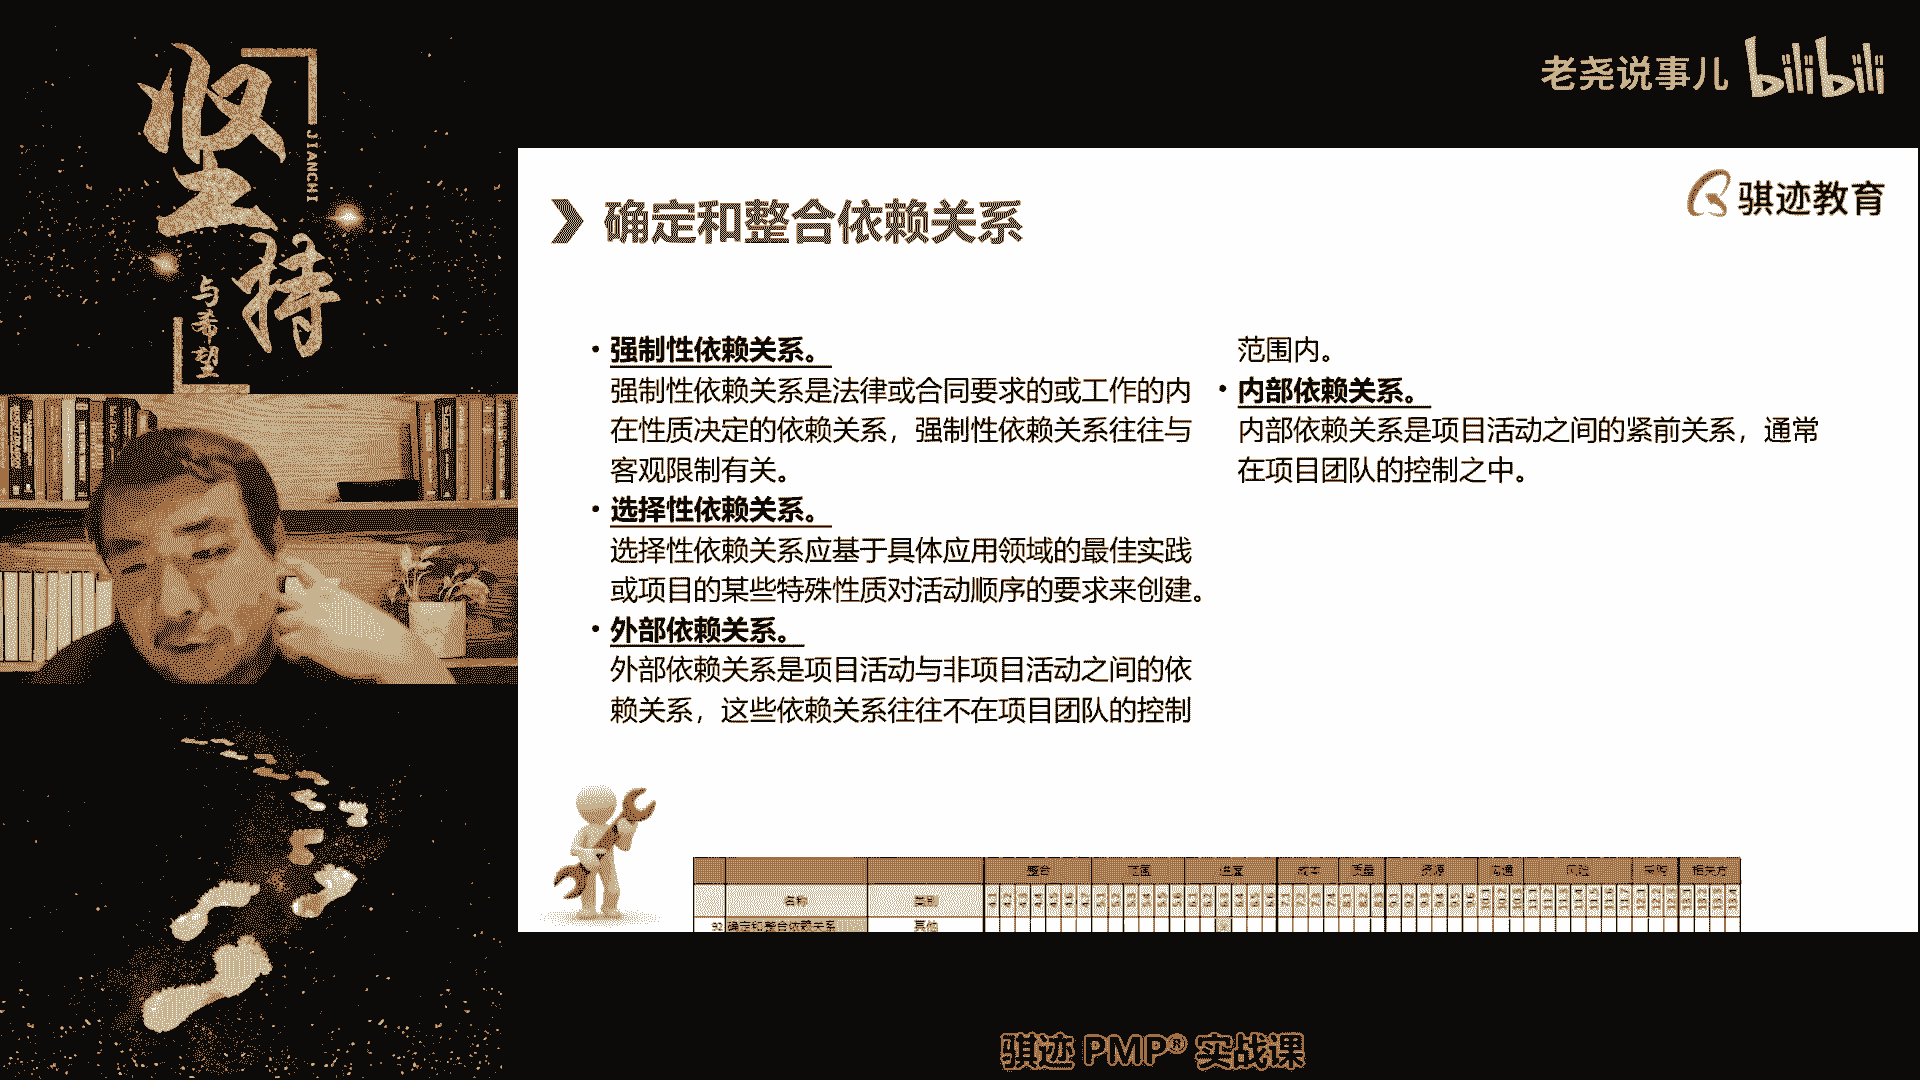 坚持
JIANCHI
与希望
老尧说事儿 bilibili
骐迹教育
确定和整合依赖关系
• 强制性依赖关系。
强制性依赖关系是法律或合同要求的或工作的内
在性质决定的依赖关系，强制性依赖关系往往与
客观限制有关。
• 选择性依赖关系。
选择性依赖关系应基于具体应用领域的最佳实践
或项目的某些特殊性质对活动顺序的要求来创建。
• 外部依赖关系。
外部依赖关系是项目活动与非项目活动之间的依
赖关系，这些依赖关系往往不在项目团队的控制
范围内。
• 内部依赖关系。
内部依赖关系是项目活动之间的紧前关系，通常
在项目团队的控制之中。
整合 范围 进度 成本 质量 资源 沟通 风险 采购 相关方
名称 类别
92 确定和整合依赖关系 其他
骐迹 PMP® 实战课